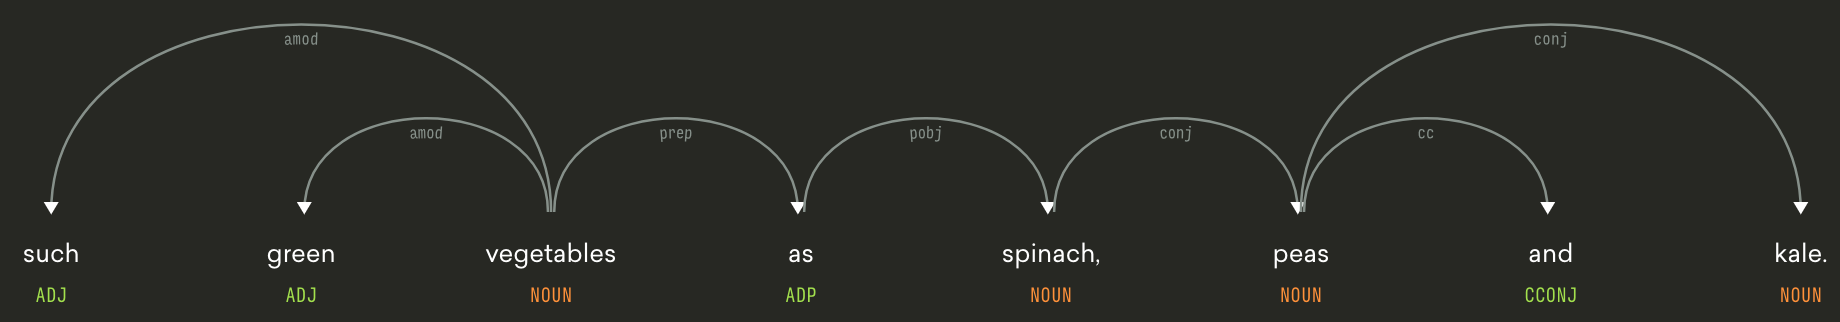 amod conj
amod prep pobj conj cc
such green vegetables as spinach, peas and kale.
ADJ ADJ NOUN ADP NOUN NOUN CCONJ NOUN